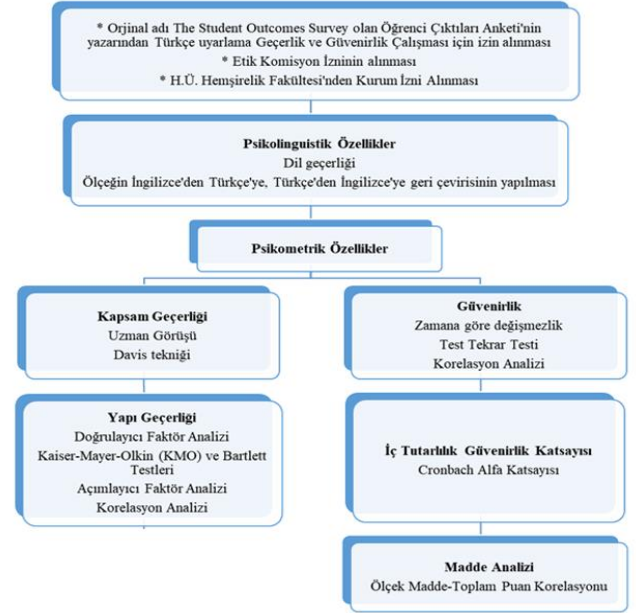 * Orjinal adı The Student Outcomes Survey olan Öğrenci Çıktıları Anketi'nin
yazarından Türkçe uyarlama Geçerlik ve Güvenirlik Çalışması için izin alınması
* Etik Komisyon İzninin alınması
* H.Ü. Hemşirelik Fakültesi'nden Kurum İzni Alınması
Psikolinguistik Özellikler
Dil geçerliği
Ölçeğin İngilizce'den Türkçe'ye, Türkçe'den İngilizce'ye geri çevirisinin yapılması
Psikometrik Özellikler
Kapsam Geçerliği
Uzman Görüşü
Davis tekniği
Yapı Geçerliği
Doğrulayıcı Faktör Analizi
Kaiser-Mayer-Olkin (KMO) ve Bartlett
Testleri
Açımlayıcı Faktör Analizi
Korelasyon Analizi
Güvenirlik
Zamana göre değişmezlik
Test Tekrar Testi
Korelasyon Analizi
İç Tutarlılık Güvenirlik Katsayısı
Cronbach Alfa Katsayısı
Madde Analizi
Ölçek Madde-Toplam Puan Korelasyonu